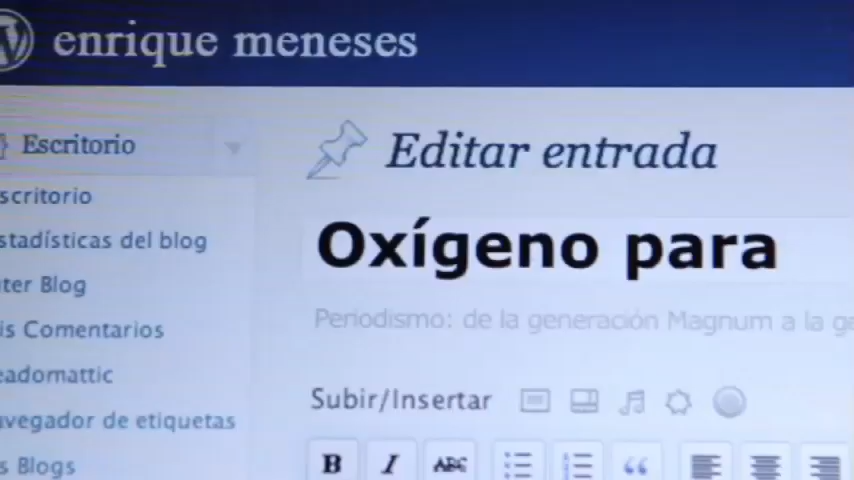 enrique meneses
Escritorio
Editar entrada
scritorio
Oxígeno para
stadísticas del blog
ter Blog
Periodismo: de la generación Magnum a la ge
is Comentarios
eadomattic
Subir/Insertar
avegador de etiquetas
B I ABC
s Blogs